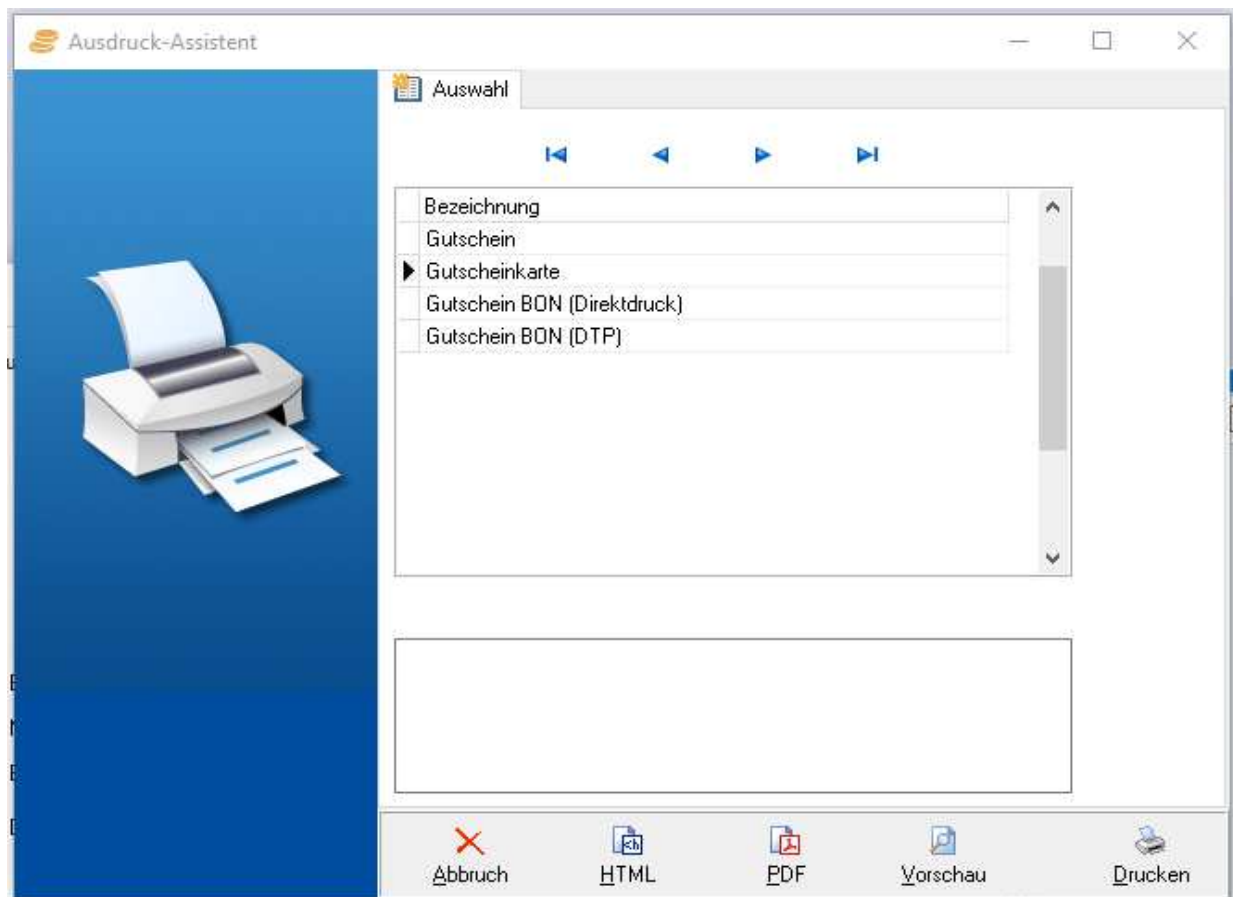 Ausdruck-Assistent
Auswahl
Bezeichnung
Gutschein
Gutscheinkarte
Gutschein BON (Direktdruck)
Gutschein BON (DTP)
Abbruch HTML PDF Vorschau Drucken